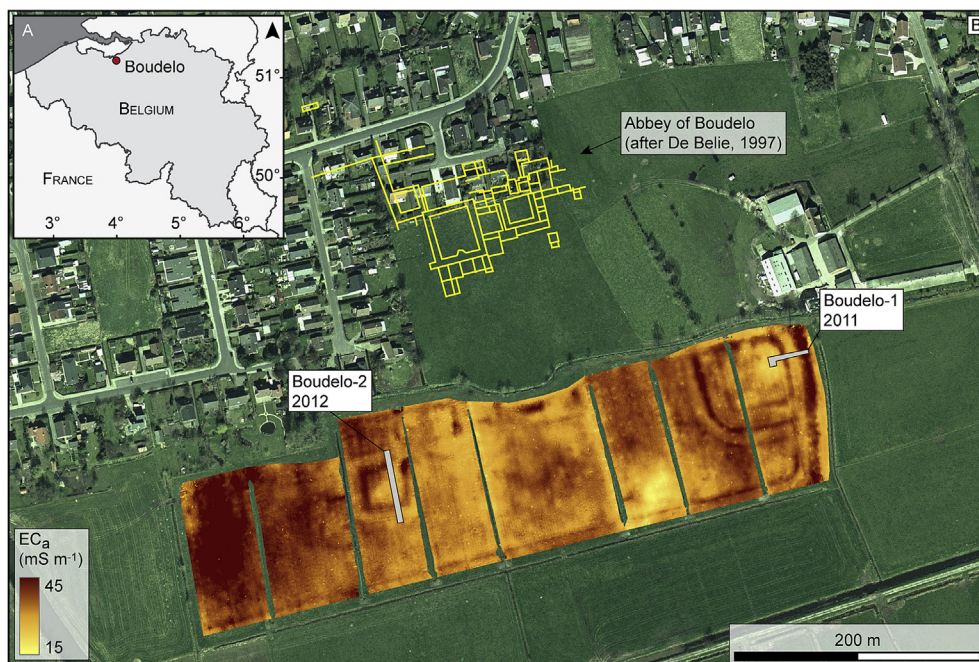 A
Boudelo
BELGIUM
FRANCE
51°
50°
3°
4°
5°
6°
B
Abbey of Boudelo
(after De Belie, 1997)
Boudelo-1
2011
Boudelo-2
2012
ECa
(mS m-1)
45
15
200 m